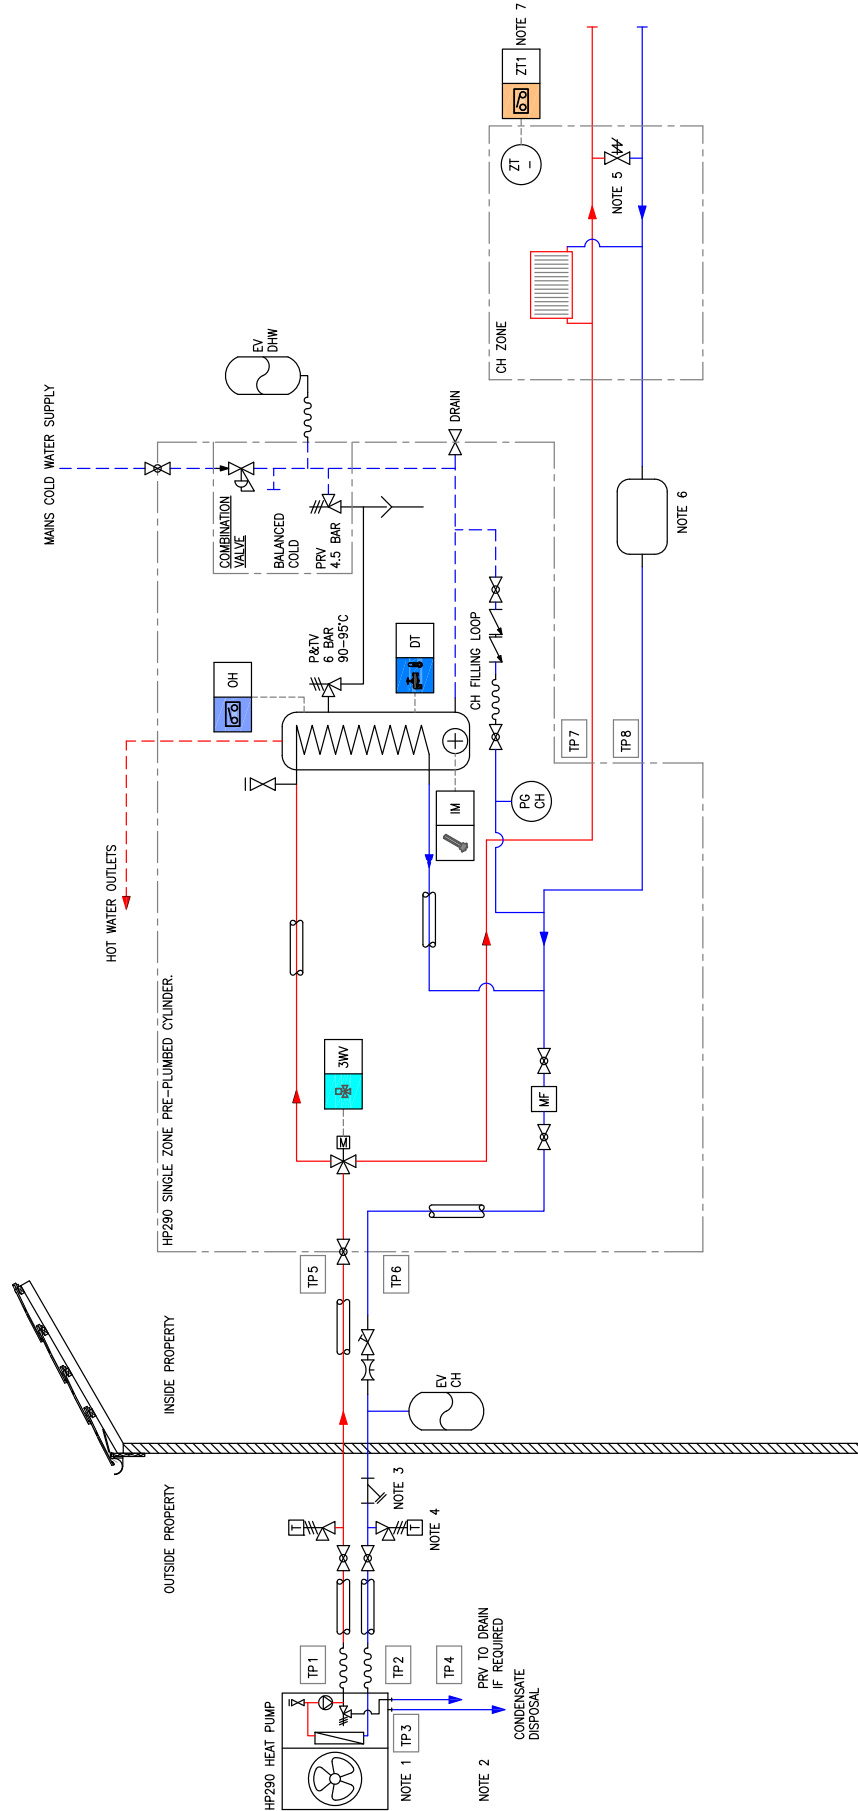 HP290 HEAT PUMP
NOTE 1
NOTE 2
TP1
TP2
TP3
TP4
PRV TO DRAIN
IF REQUIRED
CONDENSATE
DISPOSAL
OUTSIDE PROPERTY
INSIDE PROPERTY
T
T
NOTE 4
NOTE 3
EV
CH
TP5
TP6
HP290 SINGLE ZONE PRE-PLUMBED CYLINDER.
M
3WV
MF
HOT WATER OUTLETS
OH
IM
DT
PG
CH
P&TV
6 BAR
90-95°C
CH FILLING LOOP
MAINS COLD WATER SUPPLY
COMBINATION
VALVE
BALANCED
COLD
PRV
4.5 BAR
EV
DHW
DRAIN
TP7
TP8
NOTE 6
CH ZONE
NOTE 5
ZT
-
ZT1
NOTE 7